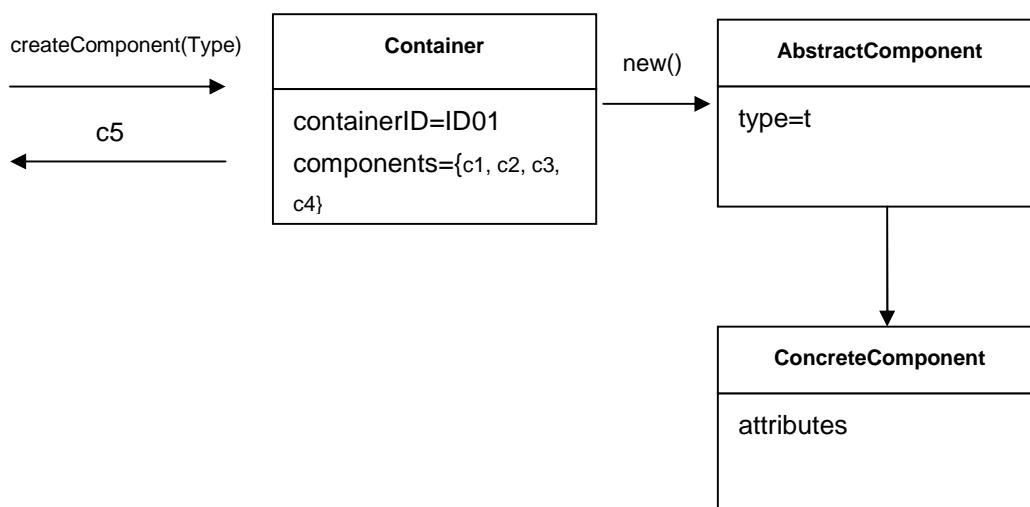 createComponent(Type)
c5
Container
containerID=ID01
components={c1, c2, c3,
c4}
new()
AbstractComponent
type=t
ConcreteComponent
attributes